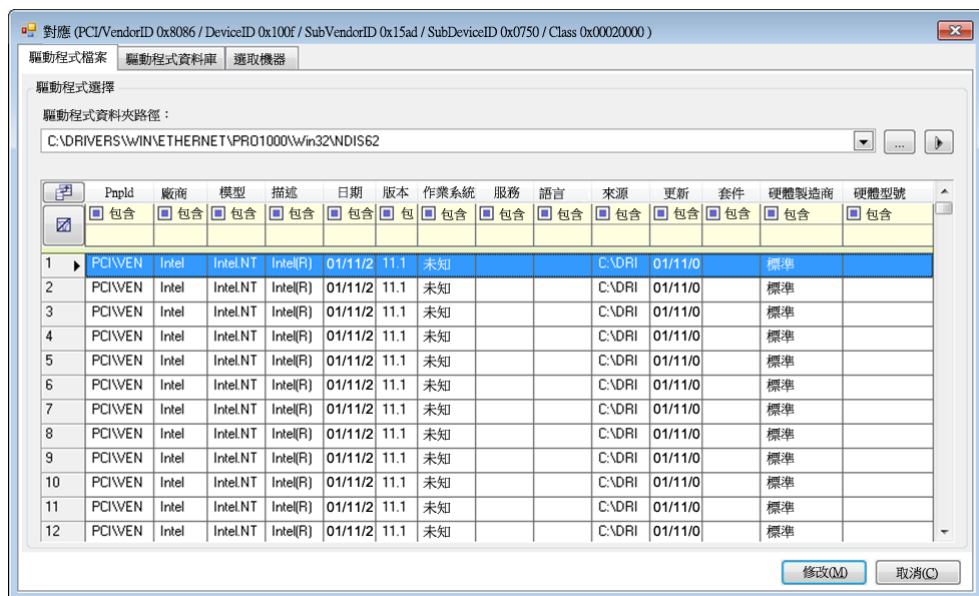 對應 (PCI/VendorID 0x8086 / DeviceID 0x100f / SubVendorID 0x15ad / SubDeviceID 0x0750 / Class 0x00020000 )
驅動程式檔案 驅動程式資料庫 選取機器
驅動程式選擇
驅動程式資料夾路徑：
C:\DRIVERS\WIN\ETHERNET\PRO1000\Win32\NDIS62 ...
PnpId 廠商 模型 描述 日期 版本 作業系統 服務 語言 來源 更新 套件 硬體製造商 硬體型號
包含 包含 包含 包含 包含 包 包含 包含 包含 包含 包含 包含 包含 包含
1 PCI\VEN Intel Intel.NT Intel(R) 01/11/2 11.1 未知 C:\DRI 01/11/0 標準
2 PCI\VEN Intel Intel.NT Intel(R) 01/11/2 11.1 未知 C:\DRI 01/11/0 標準
3 PCI\VEN Intel Intel.NT Intel(R) 01/11/2 11.1 未知 C:\DRI 01/11/0 標準
4 PCI\VEN Intel Intel.NT Intel(R) 01/11/2 11.1 未知 C:\DRI 01/11/0 標準
5 PCI\VEN Intel Intel.NT Intel(R) 01/11/2 11.1 未知 C:\DRI 01/11/0 標準
6 PCI\VEN Intel Intel.NT Intel(R) 01/11/2 11.1 未知 C:\DRI 01/11/0 標準
7 PCI\VEN Intel Intel.NT Intel(R) 01/11/2 11.1 未知 C:\DRI 01/11/0 標準
8 PCI\VEN Intel Intel.NT Intel(R) 01/11/2 11.1 未知 C:\DRI 01/11/0 標準
9 PCI\VEN Intel Intel.NT Intel(R) 01/11/2 11.1 未知 C:\DRI 01/11/0 標準
10 PCI\VEN Intel Intel.NT Intel(R) 01/11/2 11.1 未知 C:\DRI 01/11/0 標準
11 PCI\VEN Intel Intel.NT Intel(R) 01/11/2 11.1 未知 C:\DRI 01/11/0 標準
12 PCI\VEN Intel Intel.NT Intel(R) 01/11/2 11.1 未知 C:\DRI 01/11/0 標準
修改(M) 取消(C)